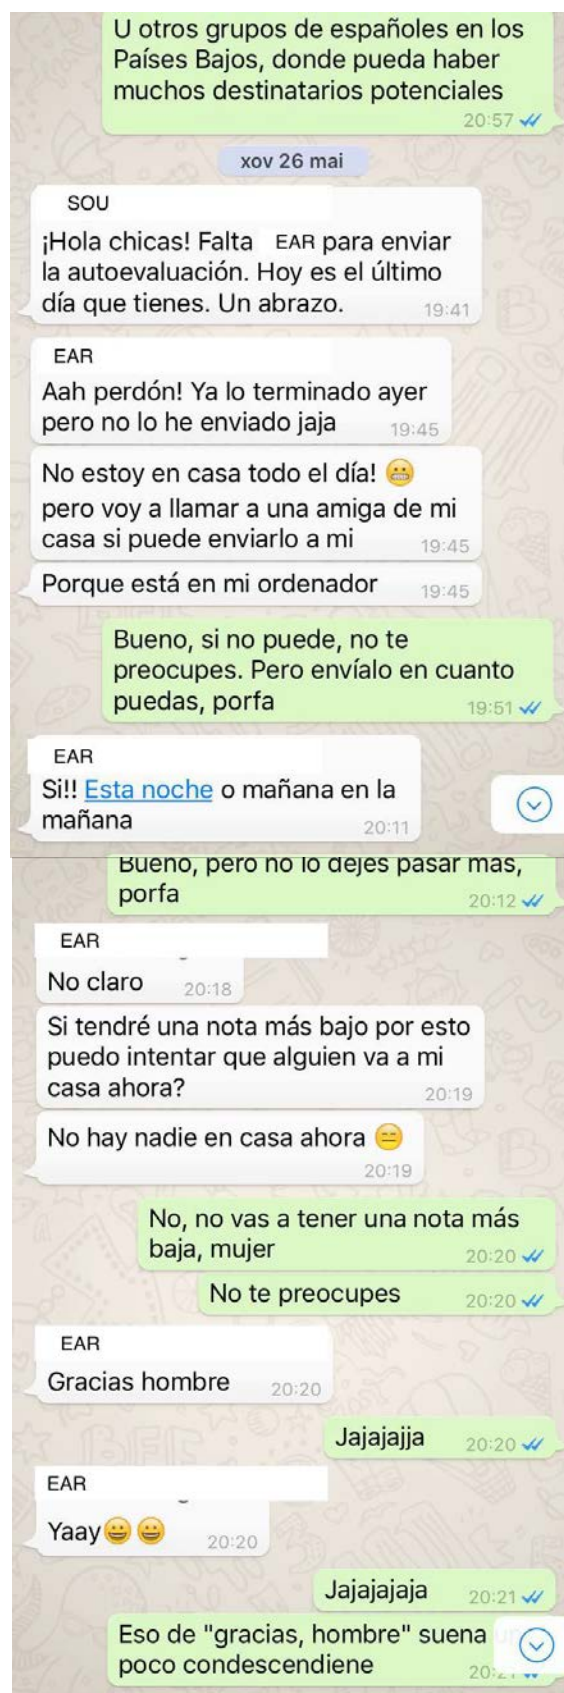 U otros grupos de españoles en los
Países Bajos, donde pueda haber
muchos destinatarios potenciales
20:57
xov 26 mai
SOU
¡Hola chicas! Falta EAR para enviar
la autoevaluación. Hoy es el último
día que tienes. Un abrazo. 19:41
EAR
Aah perdón! Ya lo terminado ayer
pero no lo he enviado jaja 19:45
No estoy en casa todo el día! 😬
pero voy a llamar a una amiga de mi
casa si puede enviarlo a mi 19:45
Porque está en mi ordenador 19:45
Bueno, si no puede, no te
preocupes. Pero envíalo en cuanto
puedas, porfa 19:51
EAR
Si!! Esta noche o mañana en la
mañana 20:11
Bueno, pero no lo dejes pasar más,
porfa 20:12
EAR
No claro 20:18
Si tendré una nota más bajo por esto
puedo intentar que alguien va a mi
casa ahora? 20:19
No hay nadie en casa ahora 😑
20:19
No, no vas a tener una nota más
baja, mujer 20:20
No te preocupes 20:20
EAR
Gracias hombre 20:20
Jajajajja 20:20
EAR
Yaay😀 😀 20:20
Jajajajaja 20:21
Eso de "gracias, hombre" suena
poco condescendiene 20:21